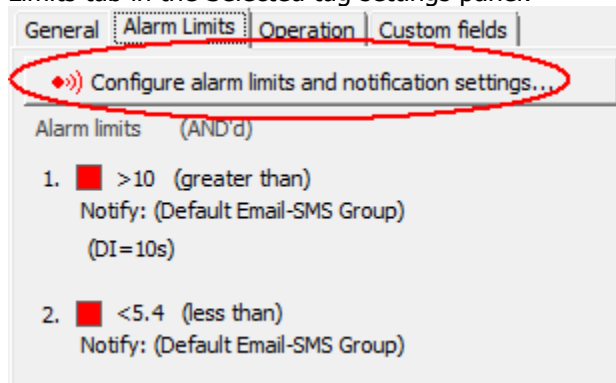 Limits tab in the Selected tag settings panel.
General Alarm Limits Operation Custom fields
Configure alarm limits and notification settings...
Alarm limits (AND'd)
1. >10 (greater than)
Notify: (Default Email-SMS Group)
(DI=10s)
2. <5.4 (less than)
Notify: (Default Email-SMS Group)